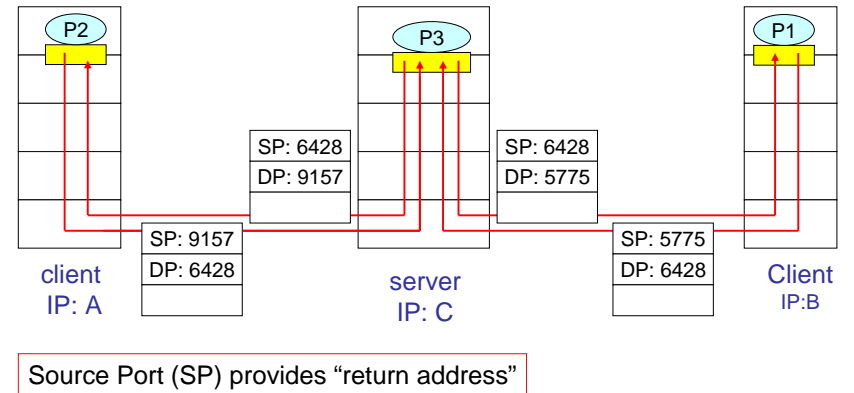 P2
P3
P1
SP: 6428
DP: 9157
SP: 6428
DP: 5775
SP: 9157
DP: 6428
SP: 5775
DP: 6428
client
IP: A
server
IP: C
Client
IP:B
Source Port (SP) provides “return address”